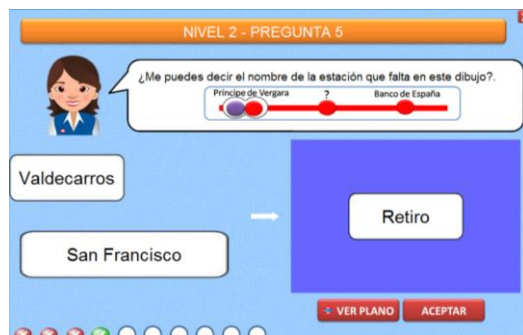 NIVEL 2 - PREGUNTA 5
¿Me puedes decir el nombre de la estación que falta en este dibujo?.
Príncipe de Vergara ? Banco de España
Valdecarros
San Francisco
Retiro
VER PLANO ACEPTAR